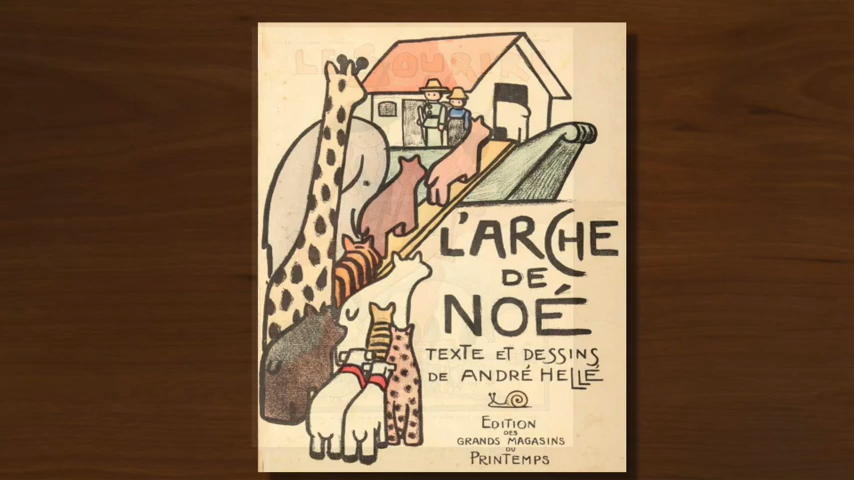 L'ARCHE
DE
NOÉ
TEXTE ET DESSINS
DE ANDRÉ HELLÉ
EDITION
DES
GRANDS MAGASINS
DU
PRINTEMPS